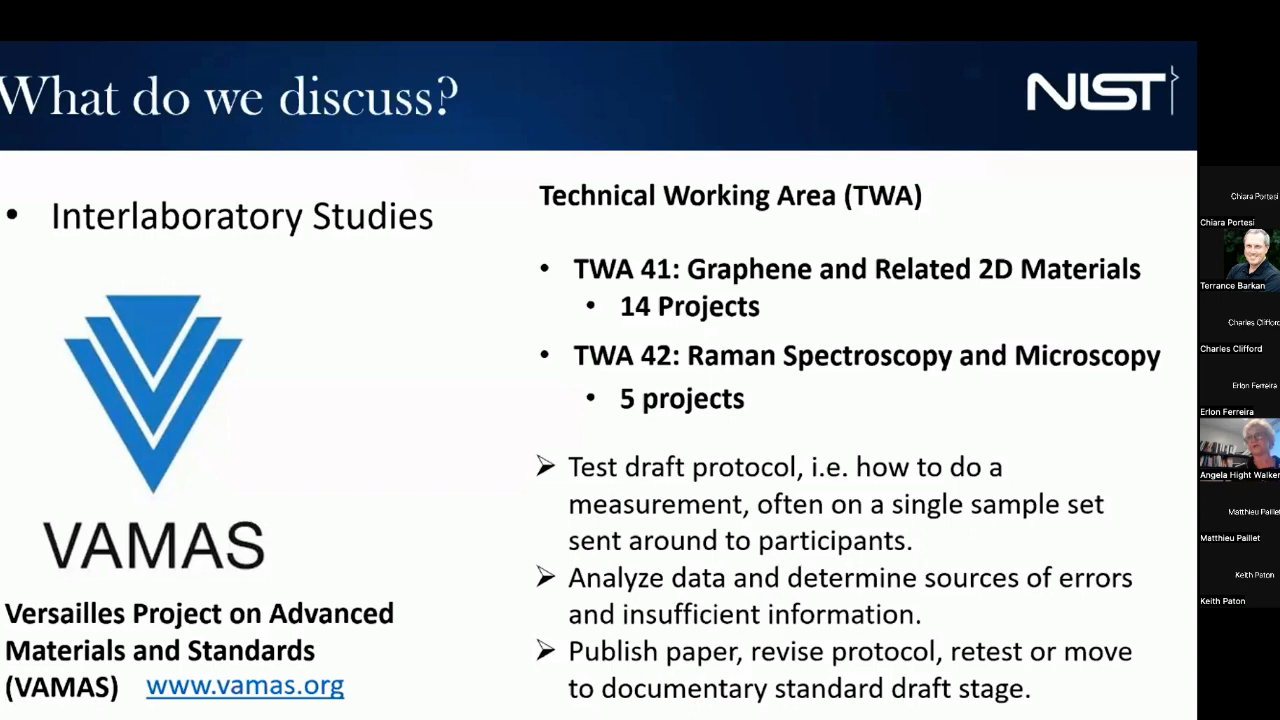 What do we discuss?
NIST
• Interlaboratory Studies
VAMAS
Versailles Project on Advanced
Materials and Standards
(VAMAS) www.vamas.org
Technical Working Area (TWA)
• TWA 41: Graphene and Related 2D Materials
• 14 Projects
• TWA 42: Raman Spectroscopy and Microscopy
• 5 projects
➢ Test draft protocol, i.e. how to do a
measurement, often on a single sample set
sent around to participants.
➢ Analyze data and determine sources of errors
and insufficient information.
➢ Publish paper, revise protocol, retest or move
to documentary standard draft stage.
Chiara Portesi
Chiara Portesi
Terrance Barkan
Charles Clifford
Charles Clifford
Erlon Ferreira
Erlon Ferreira
Angela Hight Walker
Matthieu Paillet
Matthieu Paillet
Keith Paton
Keith Paton